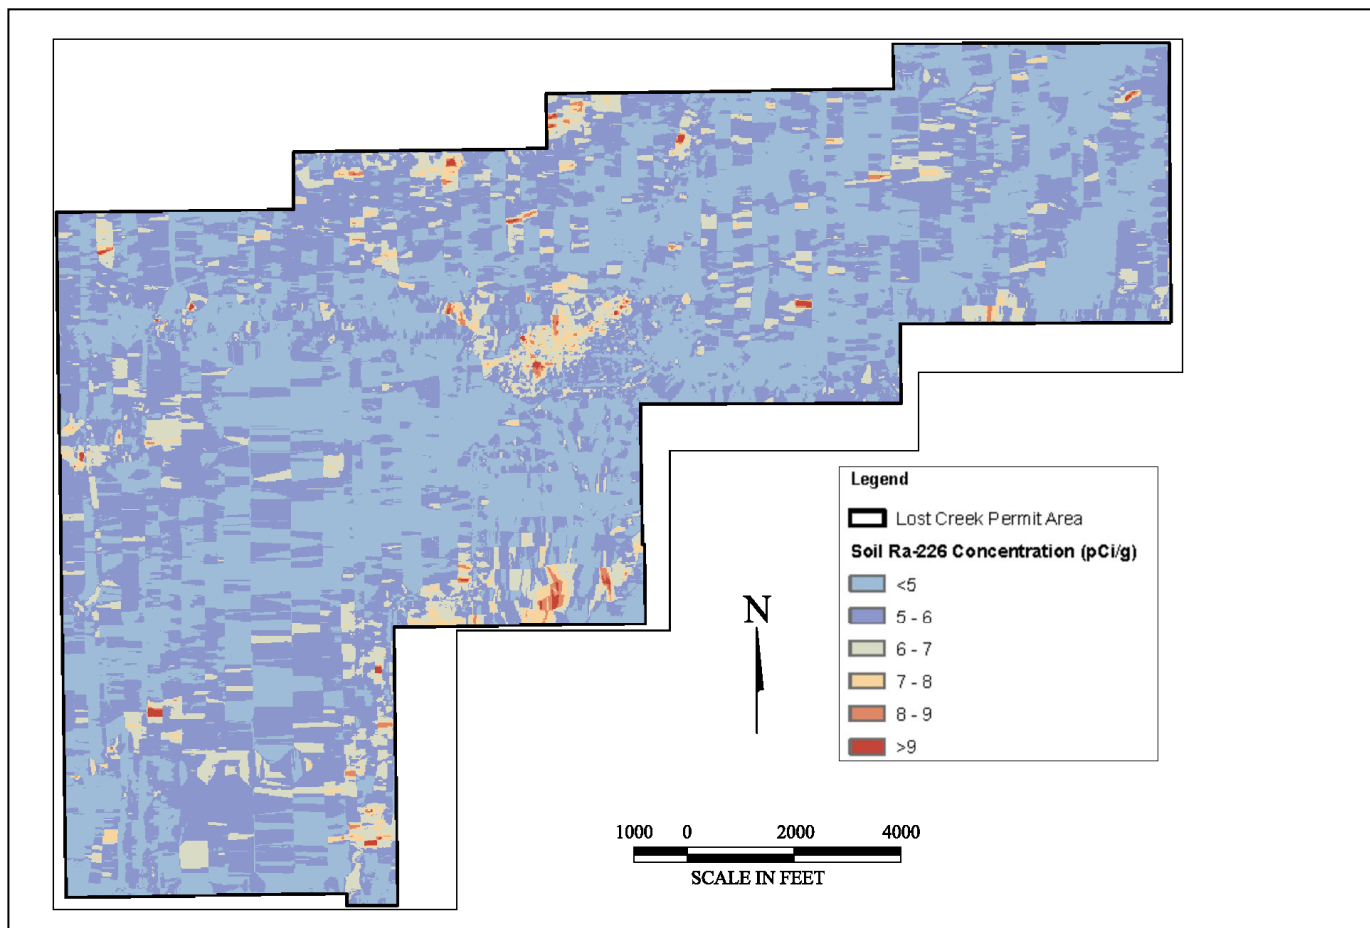 Legend
Lost Creek Permit Area
Soil Ra-226 Concentration (pCi/g)
<5
5 - 6
6 - 7
7 - 8
8 - 9
>9
N
1000 0 2000 4000
SCALE IN FEET